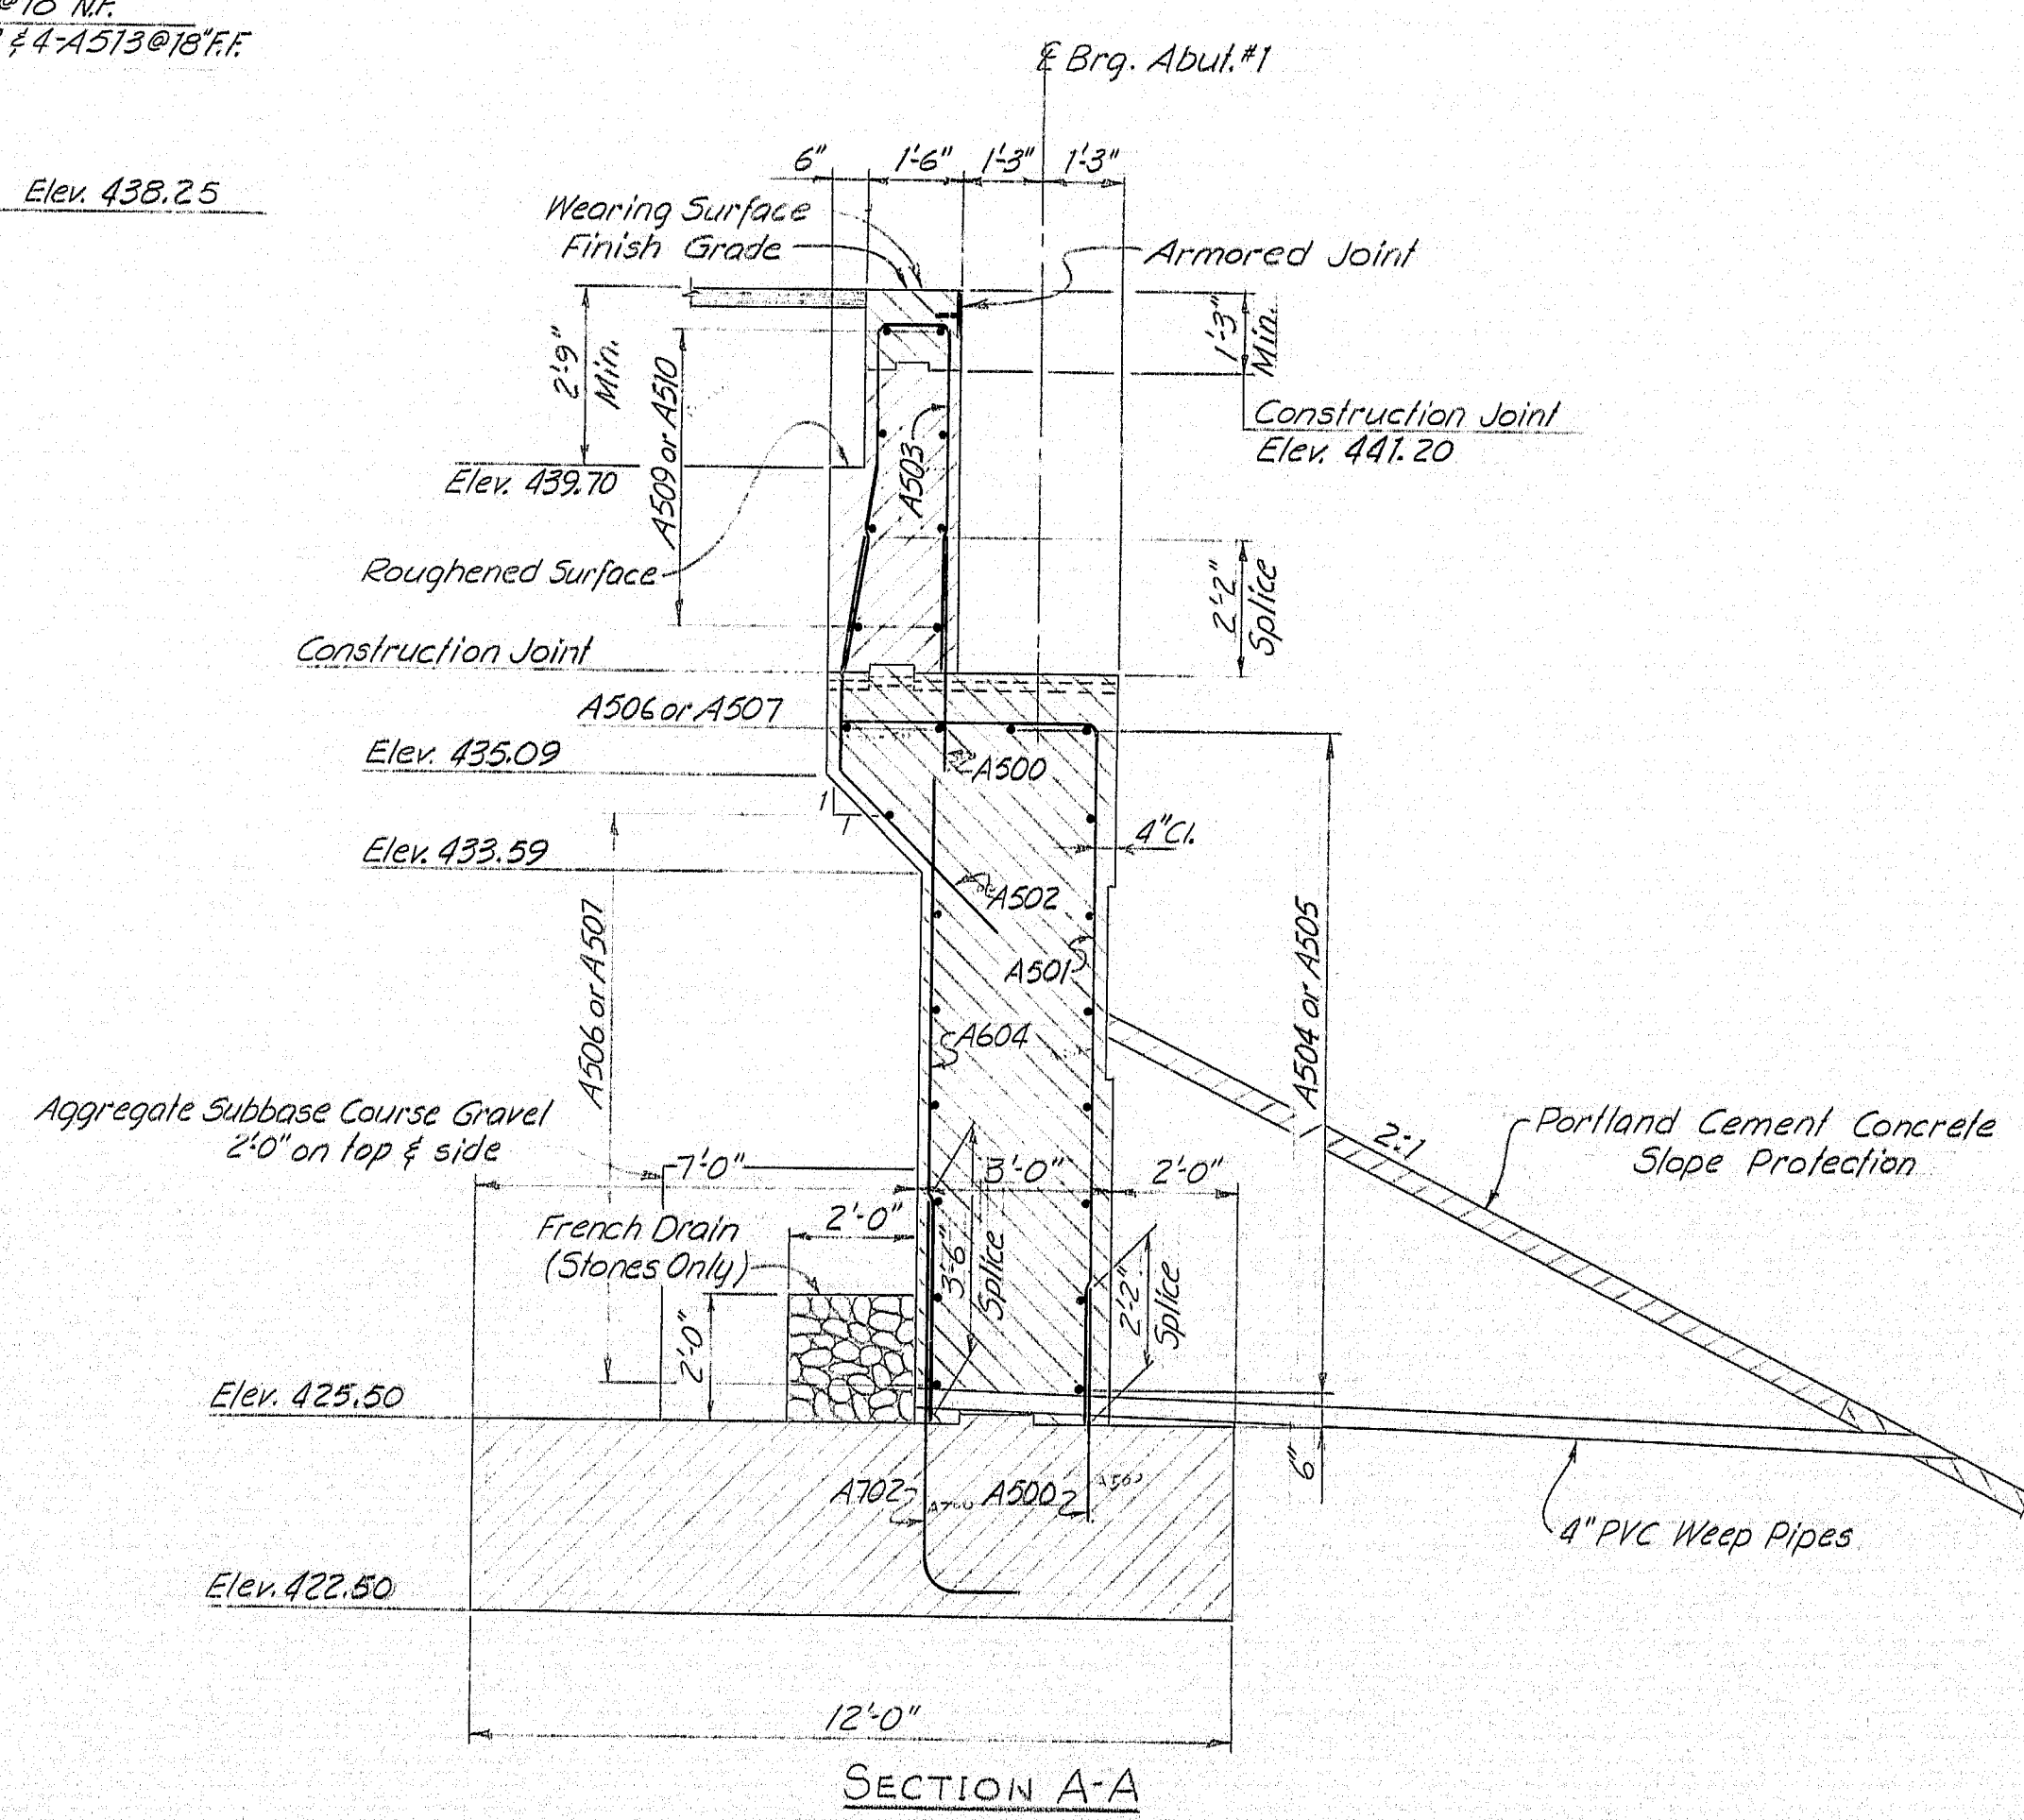 @18" N.F.
& 4-A513@18"F.F.
Elev. 438.25
℄ Brg. Abut.#1
6"
1'-6"
1'-3"
1'-3"
Wearing Surface
Finish Grade
Armored Joint
2'-9"
Min.
A509 or A510
1'-3"
Min.
Construction Joint
Elev. 441.20
Elev. 439.70
A503
Roughened Surface
2'-2"
Splice
Construction Joint
A506 or A507
Elev. 435.09
A500
1
1
4"Cl.
Elev. 433.59
A502
A506 or A507
A501
A504 or A505
A604
Aggregate Subbase Course Gravel
2'-0" on top & side
2:1
Portland Cement Concrete
Slope Protection
7'-0"
3'-0"
2'-0"
French Drain
(Stones Only)
2'-0"
3'-6"
Splice
2'-2"
Splice
2'-0"
Elev. 425.50
6"
A702
A500
4" PVC Weep Pipes
Elev. 422.50
12'-0"
SECTION A-A